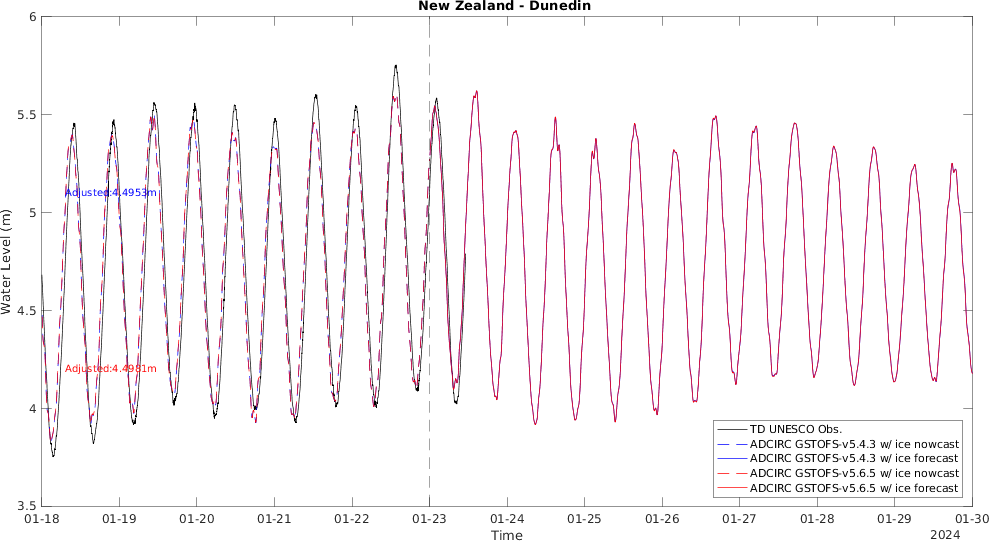 New Zealand - Dunedin
6
5.5
5
4.5
4
3.5
Water Level (m)
Adjusted:4.4953m
Adjusted:4.4981m
TD UNESCO Obs.
ADCIRC GSTOFS-v5.4.3 w/ ice nowcast
ADCIRC GSTOFS-v5.4.3 w/ ice forecast
ADCIRC GSTOFS-v5.6.5 w/ ice nowcast
ADCIRC GSTOFS-v5.6.5 w/ ice forecast
01-18 01-19 01-20 01-21 01-22 01-23 01-24 01-25 01-26 01-27 01-28 01-29 01-30
Time
2024